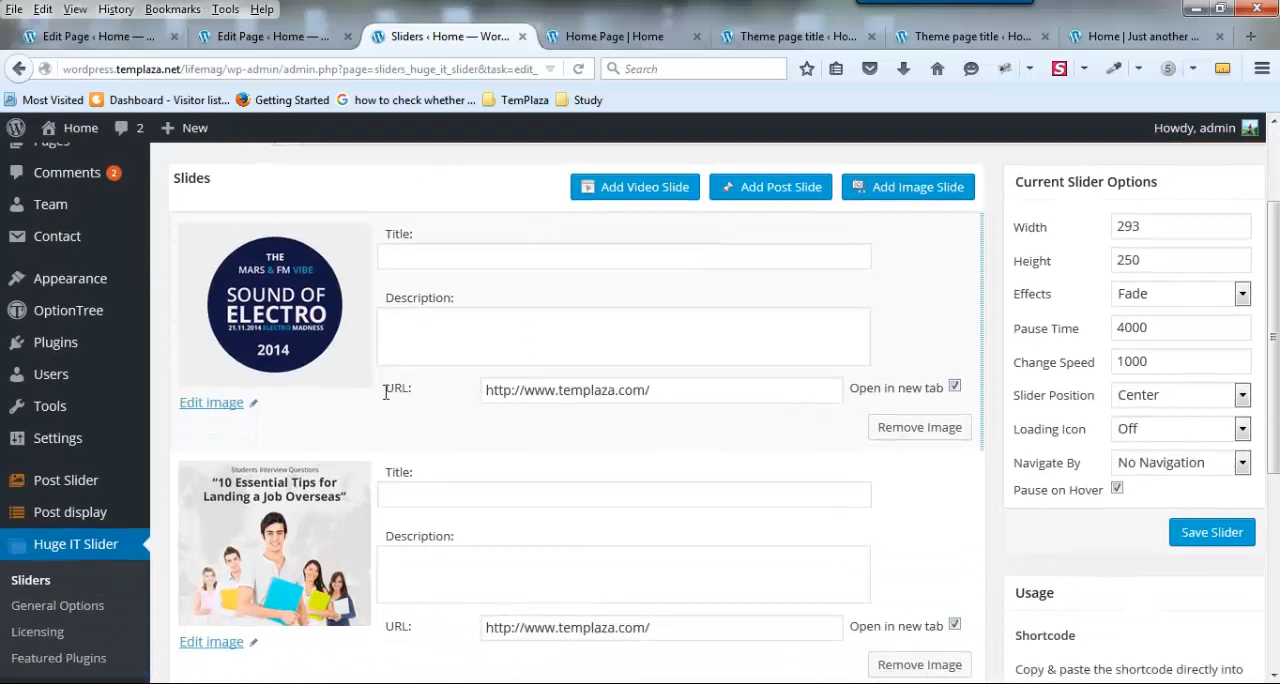 File Edit View History Bookmarks Tools Help
Edit Page ‹ Home — ... Edit Page ‹ Home — ... Sliders ‹ Home — Wor... Home Page | Home Theme page title ‹ Ho... Theme page title ‹ Ho... Home | Just another ...
wordpress.templaza.net/lifemag/wp-admin/admin.php?page=sliders_huge_it_slider&task=edit_ Search S 5
Most Visited Dashboard - Visitor list... Getting Started how to check whether ... TemPlaza Study
Home 2 New Howdy, admin
Pages
Comments 2
Team
Contact
Appearance
OptionTree
Plugins
Users
Tools
Settings
Post Slider
Post display
Huge IT Slider
Sliders
General Options
Licensing
Featured Plugins
Slides Add Video Slide Add Post Slide Add Image Slide
THE
MARS & FM VIBE
SOUND OF
ELECTRO
21.11.2014 ELECTRO MADNESS
2014
Edit image
Title:
Description:
URL: http://www.templaza.com/ Open in new tab
Remove Image
Students Interview Questions
“10 Essential Tips for
Landing a Job Overseas”
Edit image
Title:
Description:
URL: http://www.templaza.com/ Open in new tab
Remove Image
Current Slider Options
Width 293
Height 250
Effects Fade
Pause Time 4000
Change Speed 1000
Slider Position Center
Loading Icon Off
Navigate By No Navigation
Pause on Hover
Save Slider
Usage
Shortcode
Copy & paste the shortcode directly into